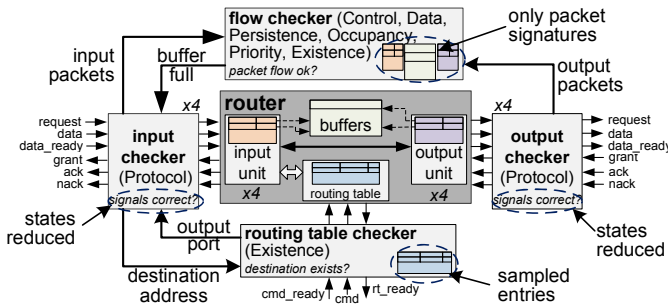 flow checker (Control, Data,
Persistence, Occupancy,
Priority, Existence)
packet flow ok?
only packet
signatures
input
packets
buffer
full
output
packets
x4
router
x4
request
data
data_ready
grant
ack
nack
input
checker
(Protocol)
signals correct?
input
unit
x4
buffers
routing table
output
unit
x4
output
checker
(Protocol)
signals correct?
request
data
data_ready
grant
ack
nack
states
reduced
output
port
destination
address
routing table checker
(Existence)
destination exists?
cmd_ready
cmd
rt_ready
sampled
entries
states
reduced